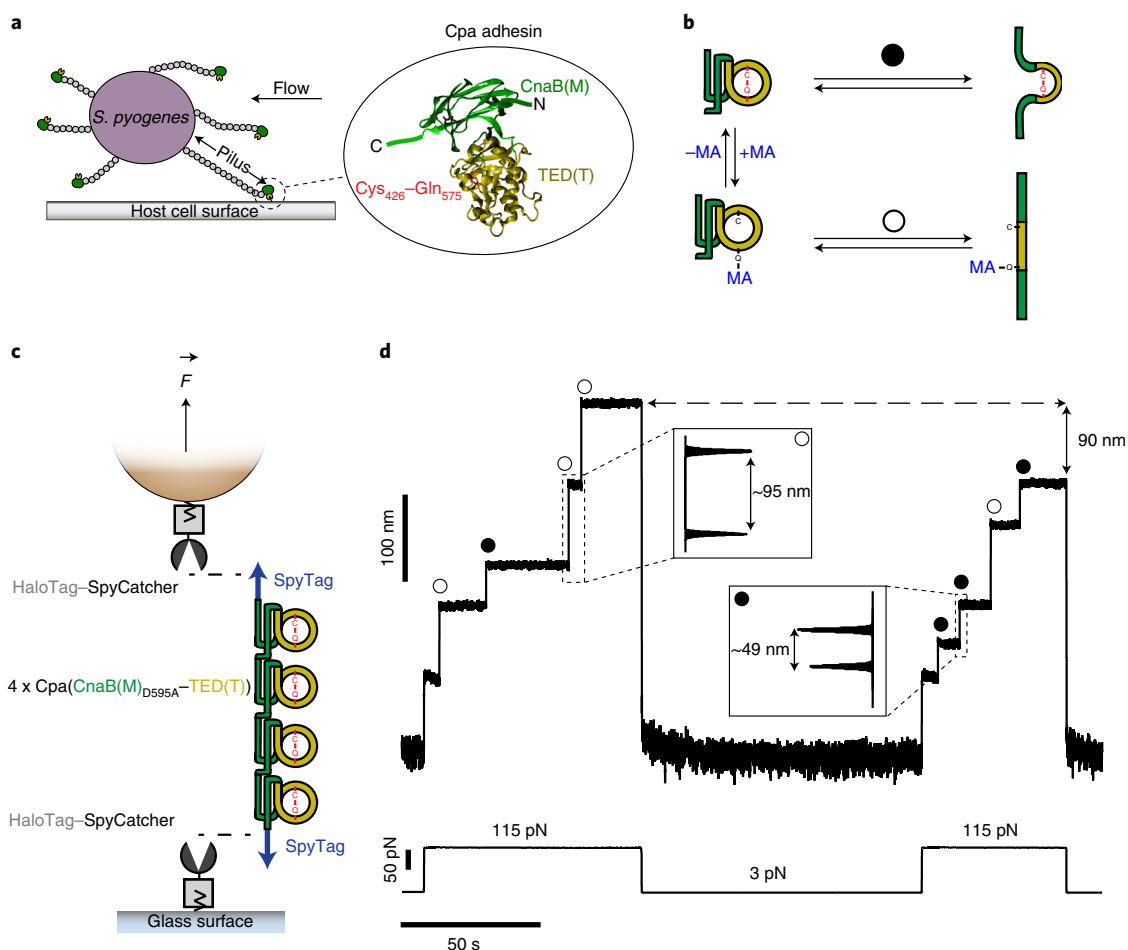 a
Cpa adhesin
S. pyogenes
Flow
Pilus
Host cell surface
CnaB(M)
N
C
TED(T)
Cys426–Gln575
b
C
Q
C
Q
–MA
+MA
C
Q
MA
C
MA
Q
c
F
HaloTag–SpyCatcher
SpyTag
C
Q
4 x Cpa(CnaB(M)D595A–TED(T))
C
Q
C
Q
C
Q
HaloTag–SpyCatcher
SpyTag
Glass surface
d
90 nm
~95 nm
100 nm
~49 nm
115 pN
115 pN
50 pN
3 pN
50 s